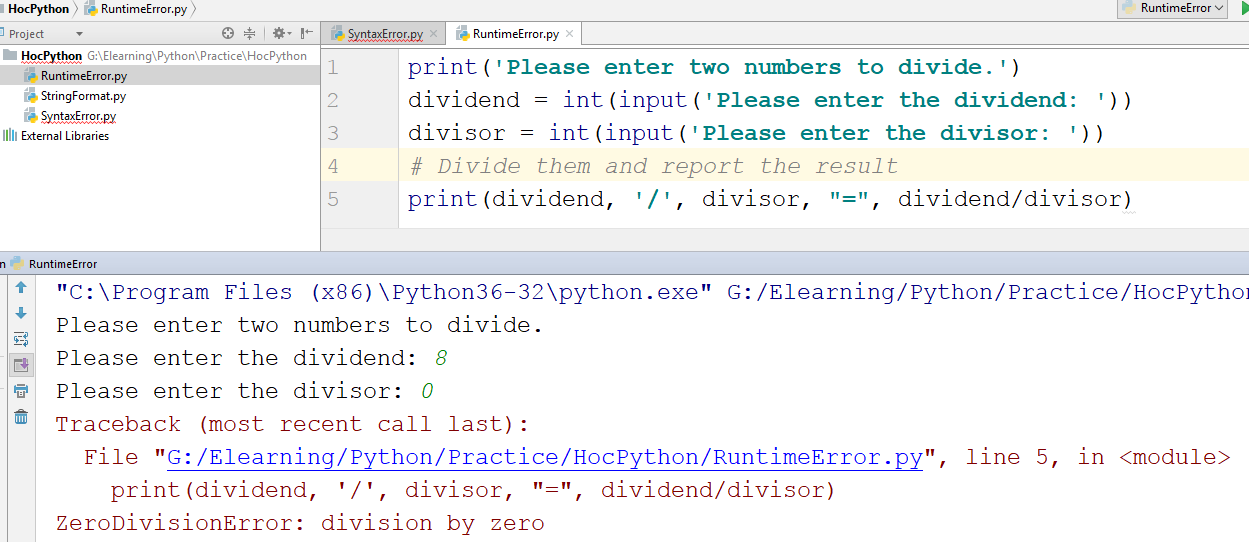 HocPython RuntimeError.py
RuntimeError
Project
SyntaxError.py RuntimeError.py
HocPython G:\Elearning\Python\Practice\HocPython
RuntimeError.py
StringFormat.py
SyntaxError.py
External Libraries
1 print('Please enter two numbers to divide.')
2 dividend = int(input('Please enter the dividend: '))
3 divisor = int(input('Please enter the divisor: '))
4 # Divide them and report the result
5 print(dividend, '/', divisor, "=", dividend/divisor)
n RuntimeError
"C:\Program Files (x86)\Python36-32\python.exe" G:/Elearning/Python/Practice/HocPython
Please enter two numbers to divide.
Please enter the dividend: 8
Please enter the divisor: 0
Traceback (most recent call last):
File "G:/Elearning/Python/Practice/HocPython/RuntimeError.py", line 5, in <module>
print(dividend, '/', divisor, "=", dividend/divisor)
ZeroDivisionError: division by zero